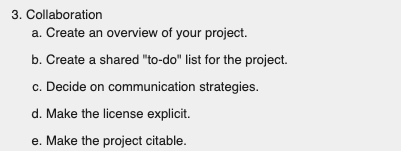 3. Collaboration
a. Create an overview of your project.
b. Create a shared "to-do" list for the project.
c. Decide on communication strategies.
d. Make the license explicit.
e. Make the project citable.